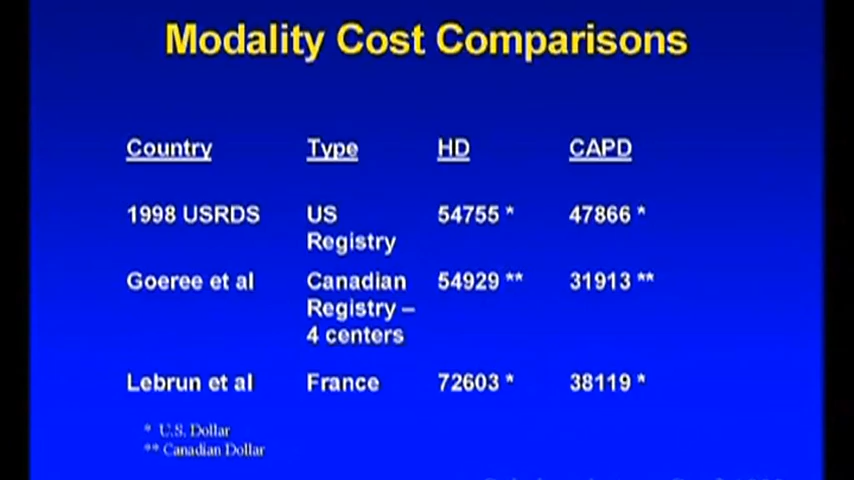 Modality Cost Comparisons
Country Type HD CAPD
1998 USRDS US 54755 * 47866 *
Registry
Goeree et al Canadian 54929 ** 31913 **
Registry –
4 centers
Lebrun et al France 72603 * 38119 *
* U.S. Dollar
** Canadian Dollar